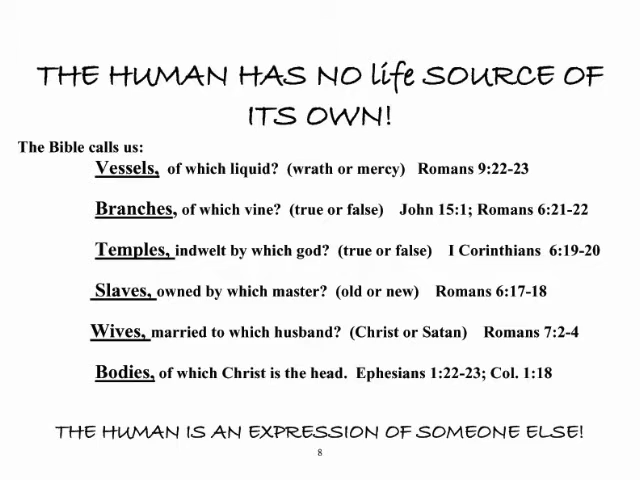 THE HUMAN HAS NO life SOURCE OF
ITS OWN!
The Bible calls us:
Vessels, of which liquid? (wrath or mercy) Romans 9:22-23
Branches, of which vine? (true or false) John 15:1; Romans 6:21-22
Temples, indwelt by which god? (true or false) I Corinthians 6:19-20
Slaves, owned by which master? (old or new) Romans 6:17-18
Wives, married to which husband? (Christ or Satan) Romans 7:2-4
Bodies, of which Christ is the head. Ephesians 1:22-23; Col. 1:18
THE HUMAN IS AN EXPRESSION OF SOMEONE ELSE!
8